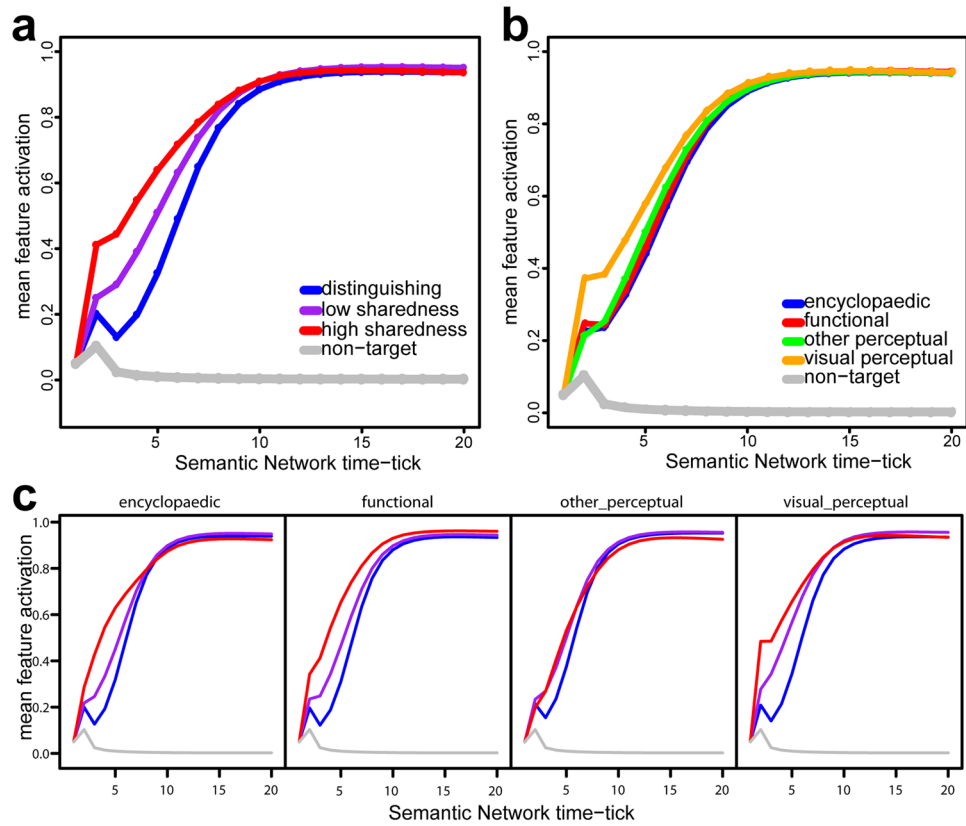 a
mean feature activation
1.0
0.8
0.6
0.4
0.2
0.0
distinguishing
low sharedness
high sharedness
non−target
5
10
15
20
Semantic Network time−tick
b
mean feature activation
1.0
0.8
0.6
0.4
0.2
0.0
encyclopaedic
functional
other perceptual
visual perceptual
non−target
5
10
15
20
Semantic Network time−tick
c
encyclopaedic
functional
other_perceptual
visual_perceptual
mean feature activation
1.0
0.8
0.6
0.4
0.2
0.0
5 10 15 20
5 10 15 20
5 10 15 20
5 10 15 20
Semantic Network time−tick